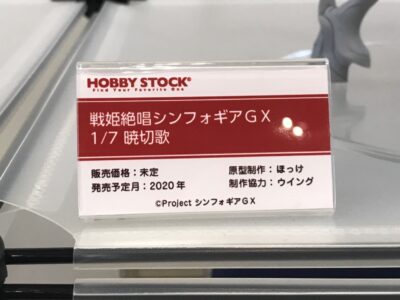 HOBBY STOCK®
Find Your Favorite One
戦姫絶唱シンフォギアGX
1/7 暁切歌
販売価格：未定 原型制作：ほっけ
発売予定月：2020年 制作協力：ウイング
©Project シンフォギアGX